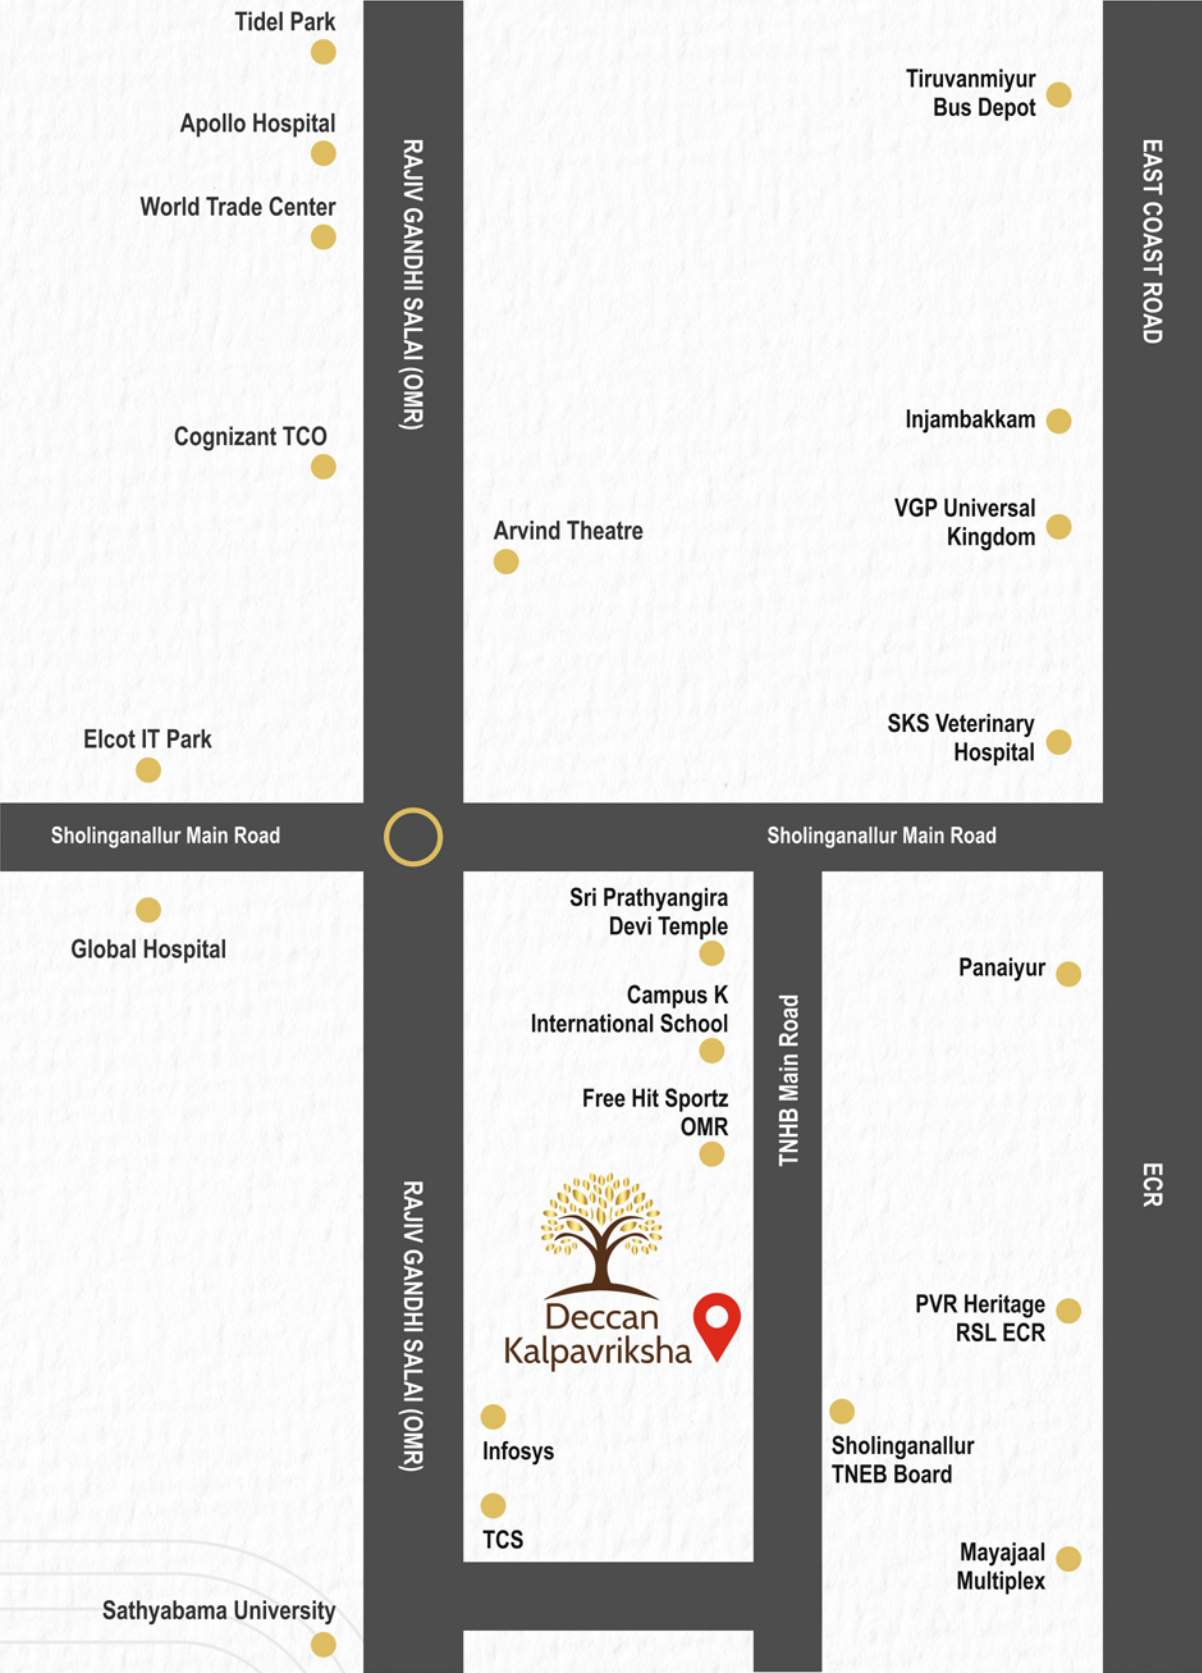 Tidel Park
Apollo Hospital
World Trade Center
Cognizant TCO
Elcot IT Park
RAJIV GANDHI SALAI (OMR)
Arvind Theatre
Tiruvanmiyur
Bus Depot
Injambakkam
VGP Universal
Kingdom
SKS Veterinary
Hospital
EAST COAST ROAD
Sholinganallur Main Road
Sholinganallur Main Road
Global Hospital
Sathyabama University
RAJIV GANDHI SALAI (OMR)
Sri Prathyangira
Devi Temple
Campus K
International School
Free Hit Sportz
OMR
Deccan
Kalpavriksha
Infosys
TCS
TNHB Main Road
Panaiyur
PVR Heritage
RSL ECR
Sholinganallur
TNEB Board
Mayajaal
Multiplex
ECR